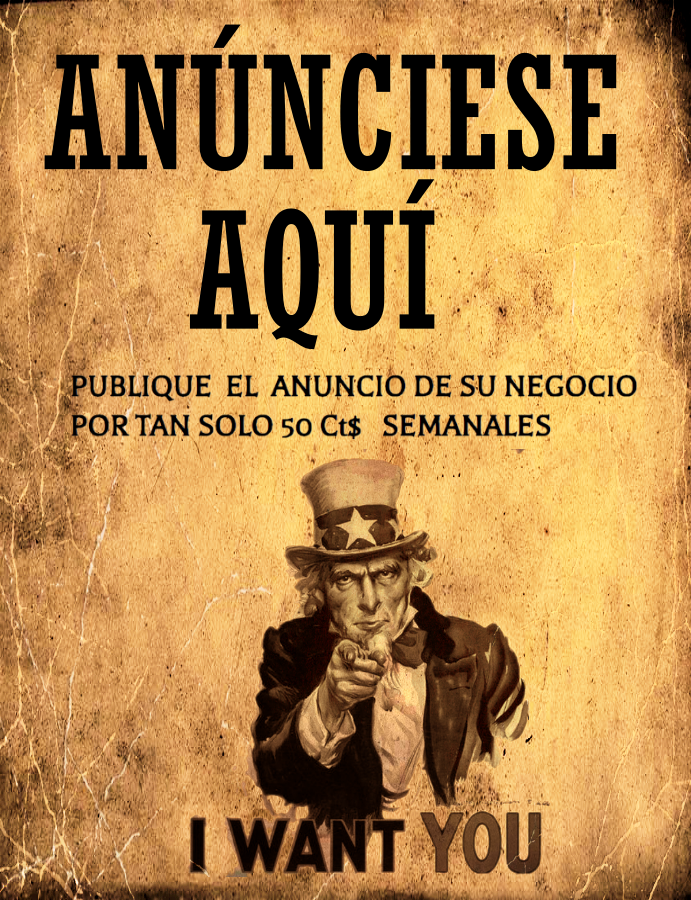 ANÚNCIESE
AQUÍ
PUBLIQUE EL ANUNCIO DE SU NEGOCIO
POR TAN SOLO 50 Ct$ SEMANALES
I WANT YOU